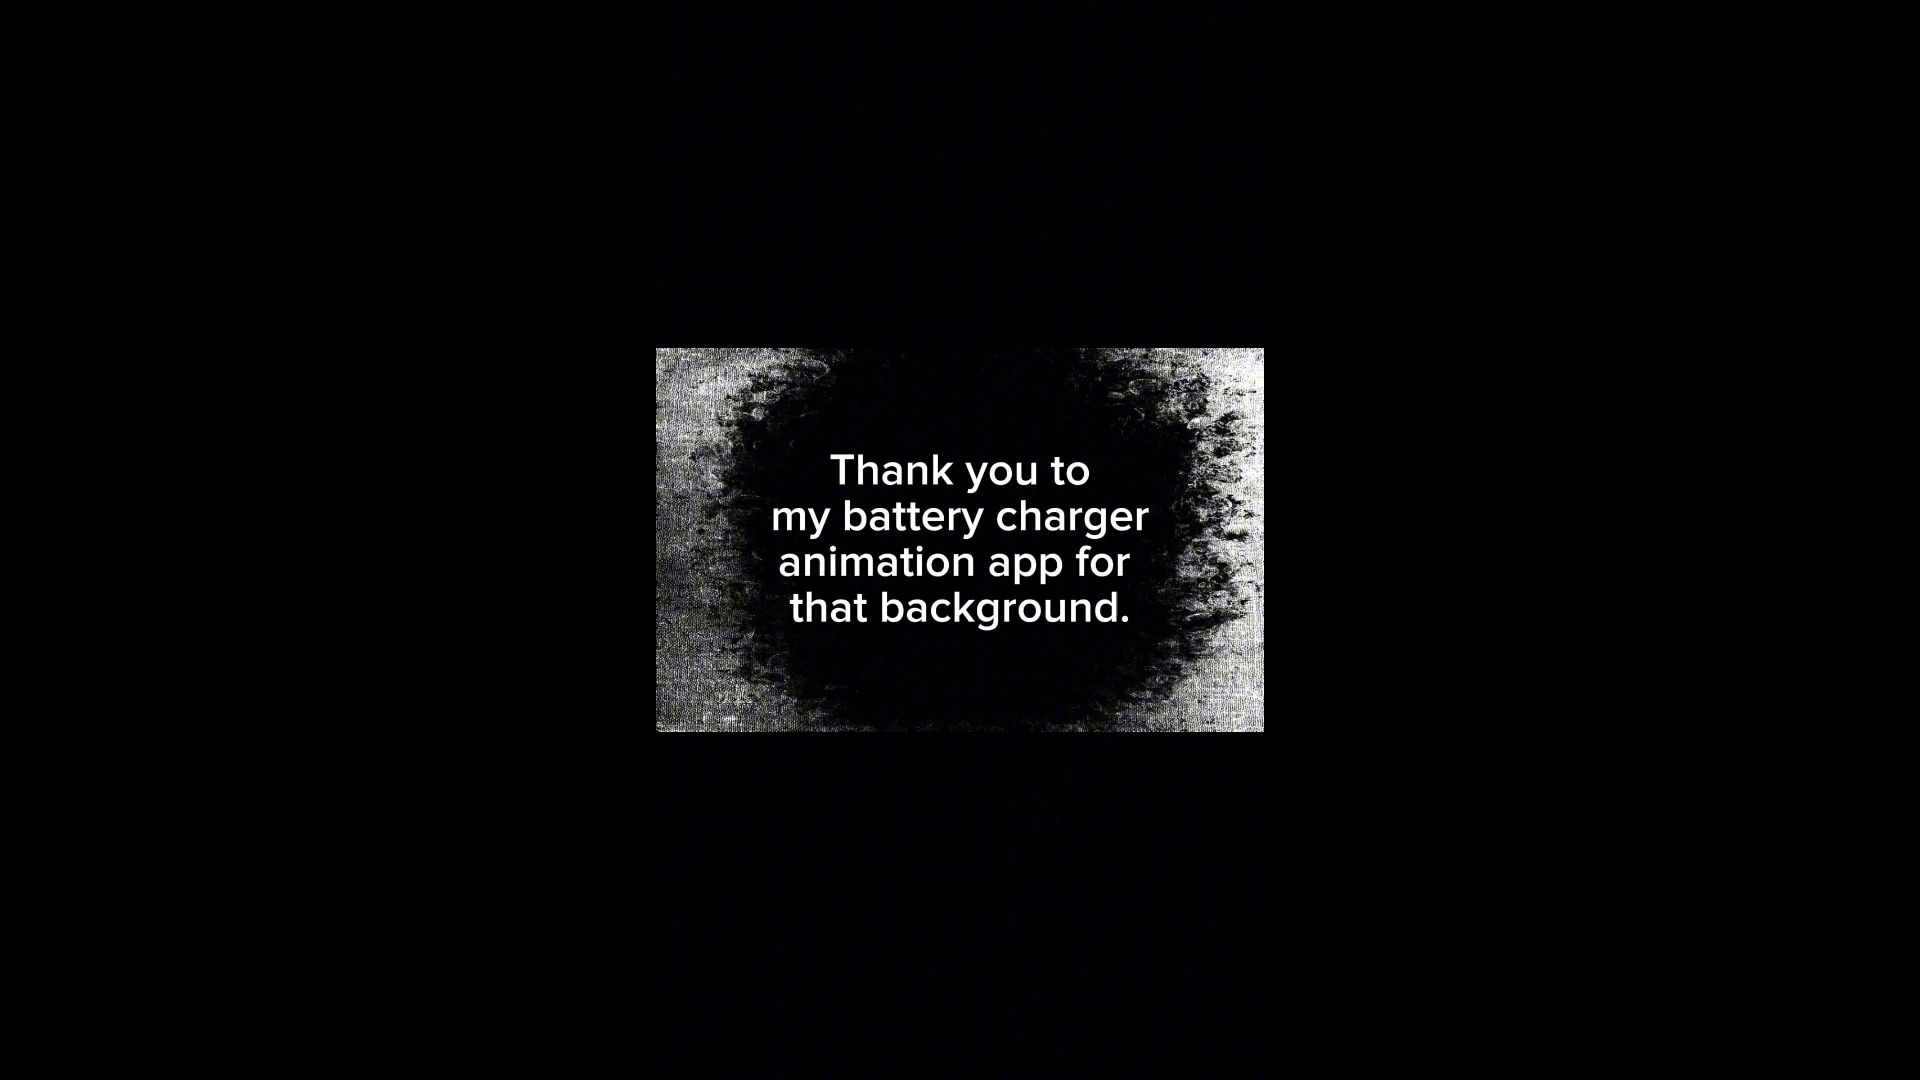 Thank you to
my battery charger
animation app for
that background.